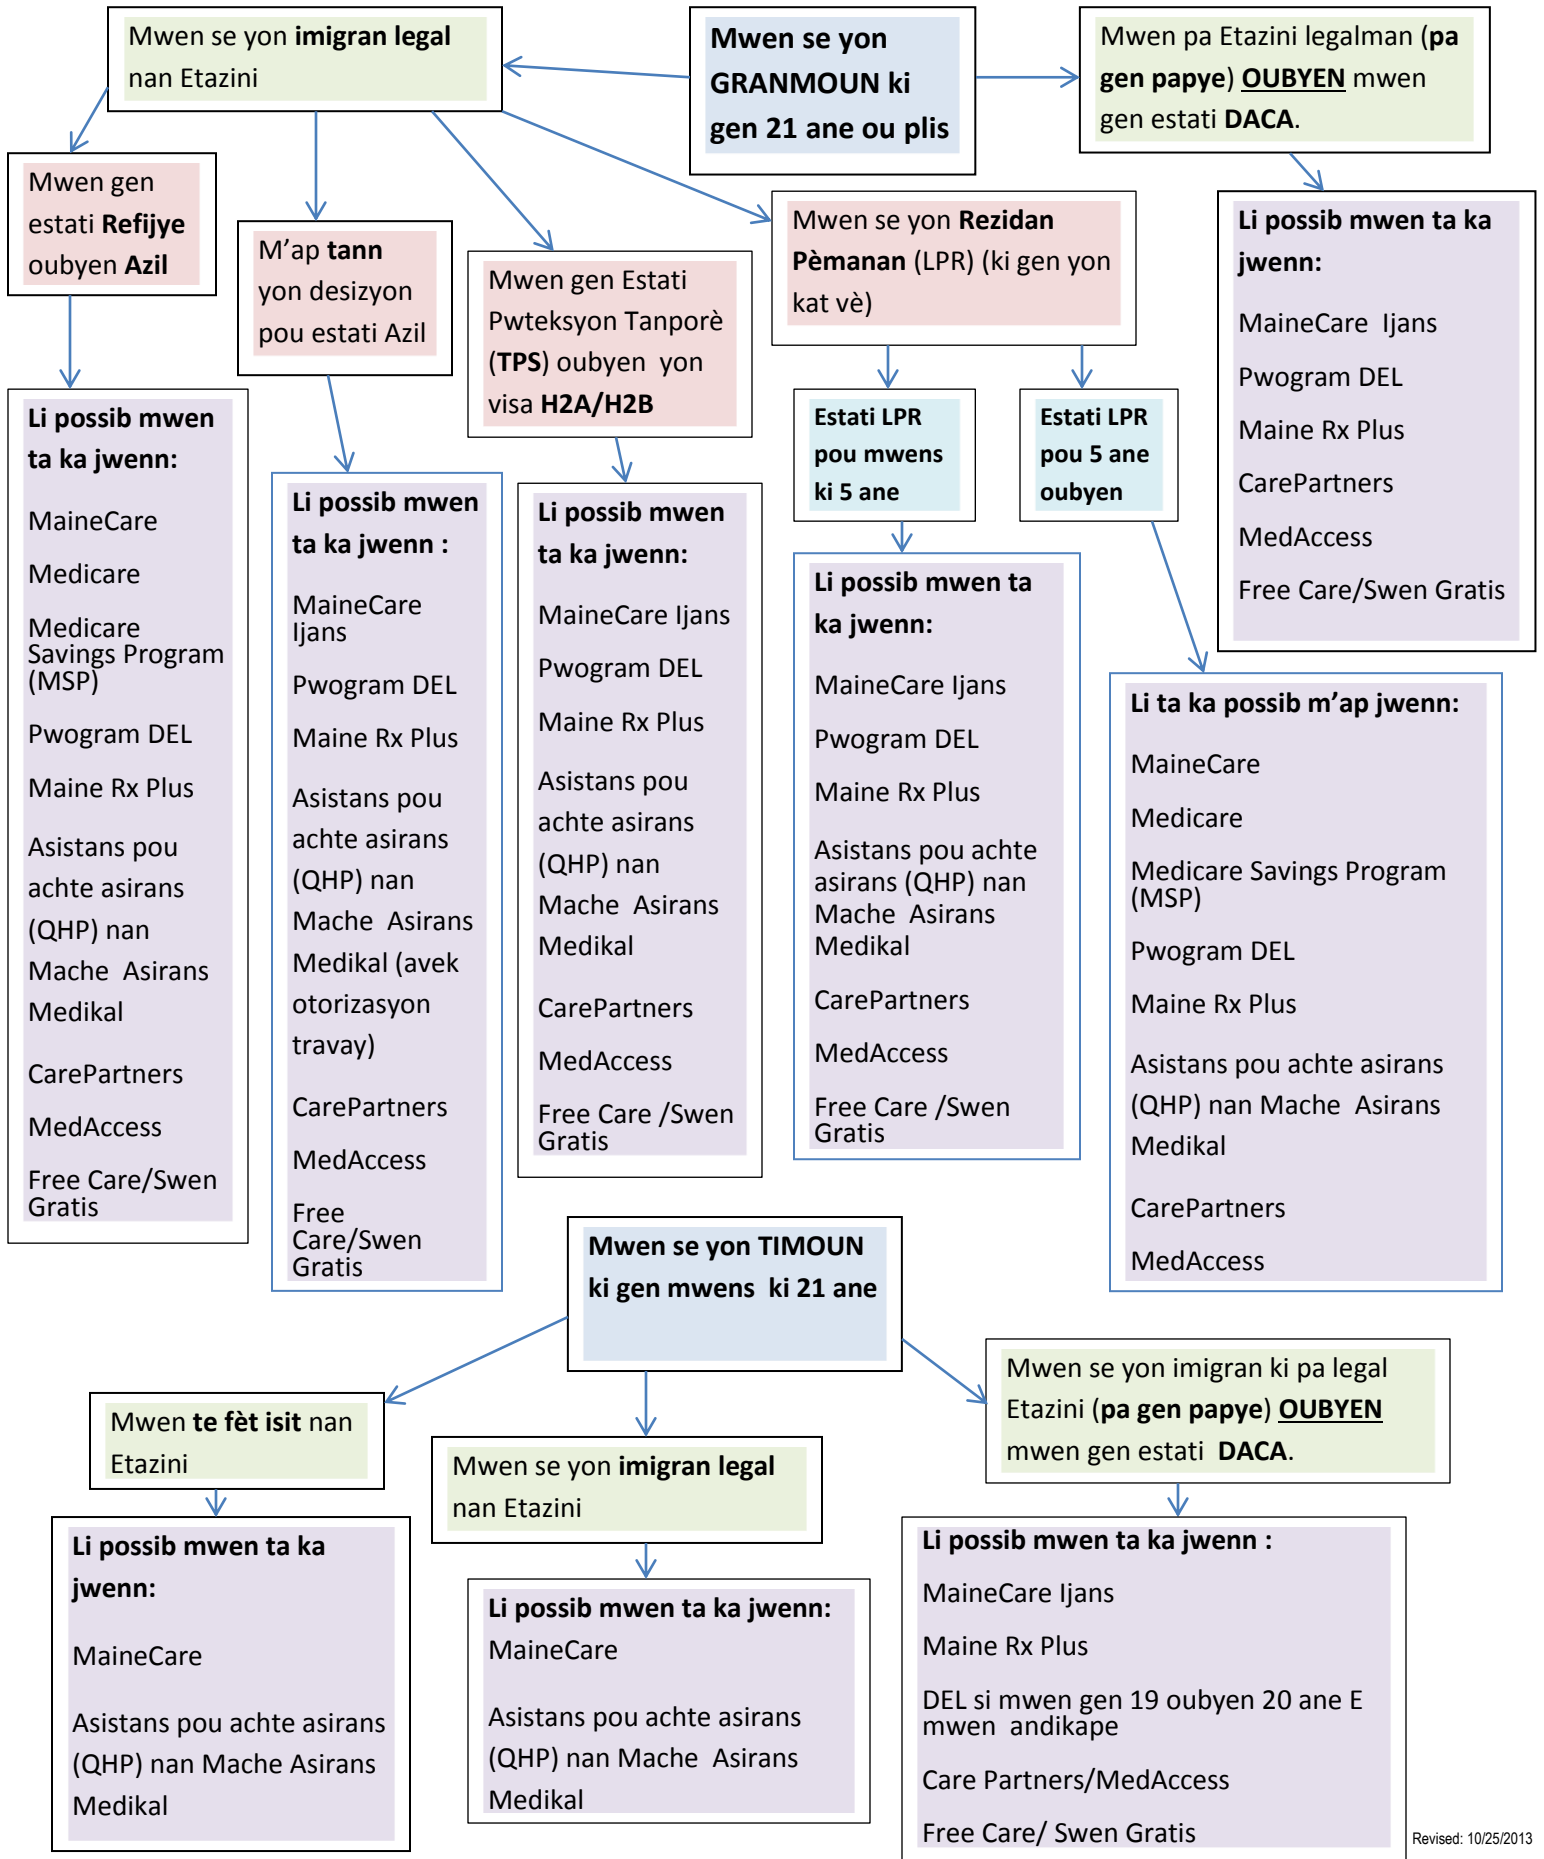 Mwen se yon imigran legal
nan Etazini
Mwen se yon
GRANMOUN ki
gen 21 ane ou plis
Mwen pa Etazini legalman (pa
gen papye) OUBYEN mwen
gen estati DACA.
Mwen gen
estati Refijye
oubyen Azil
M’ap tann
yon desizyon
pou estati Azil
Mwen gen Estati
Pwteksyon Tanporè
(TPS) oubyen yon
visa H2A/H2B
Mwen se yon Rezidan
Pèmanan (LPR) (ki gen yon
kat vè)
Estati LPR
pou mwens
ki 5 ane
Estati LPR
pou 5 ane
oubyen
Li possib mwen ta ka
jwenn:
MaineCare Ijans
Pwogram DEL
Maine Rx Plus
CarePartners
MedAccess
Free Care/Swen Gratis
Li possib mwen
ta ka jwenn:
MaineCare
Medicare
Medicare
Savings Program
(MSP)
Pwogram DEL
Maine Rx Plus
Asistans pou
achte asirans
(QHP) nan
Mache Asirans
Medikal
CarePartners
MedAccess
Free Care/Swen
Gratis
Li possib mwen
ta ka jwenn :
MaineCare
Ijans
Pwogram DEL
Maine Rx Plus
Asistans pou
achte asirans
(QHP) nan
Mache Asirans
Medikal (avek
otorizasyon
travay)
CarePartners
MedAccess
Free
Care/Swen
Gratis
Li possib mwen
ta ka jwenn:
MaineCare Ijans
Pwogram DEL
Maine Rx Plus
Asistans pou
achte asirans
(QHP) nan
Mache Asirans
Medikal
CarePartners
MedAccess
Free Care /Swen
Gratis
Li possib mwen ta
ka jwenn:
MaineCare Ijans
Pwogram DEL
Maine Rx Plus
Asistans pou achte
asirans (QHP) nan
Mache Asirans
Medikal
CarePartners
MedAccess
Free Care /Swen
Gratis
Li ta ka possib m’ap jwenn:
MaineCare
Medicare
Medicare Savings Program
(MSP)
Pwogram DEL
Maine Rx Plus
Asistans pou achte asirans
(QHP) nan Mache Asirans
Medikal
CarePartners
MedAccess
Mwen se yon TIMOUN
ki gen mwens ki 21 ane
Mwen te fèt isit nan
Etazini
Mwen se yon imigran legal
nan Etazini
Mwen se yon imigran ki pa legal
Etazini (pa gen papye) OUBYEN
mwen gen estati DACA.
Li possib mwen ta ka
jwenn:
MaineCare
Asistans pou achte asirans
(QHP) nan Mache Asirans
Medikal
Li possib mwen ta ka jwenn:
MaineCare
Asistans pou achte asirans
(QHP) nan Mache Asirans
Medikal
Li possib mwen ta ka jwenn :
MaineCare Ijans
Maine Rx Plus
DEL si mwen gen 19 oubyen 20 ane E
mwen andikape
Care Partners/MedAccess
Free Care/ Swen Gratis
Revised: 10/25/2013